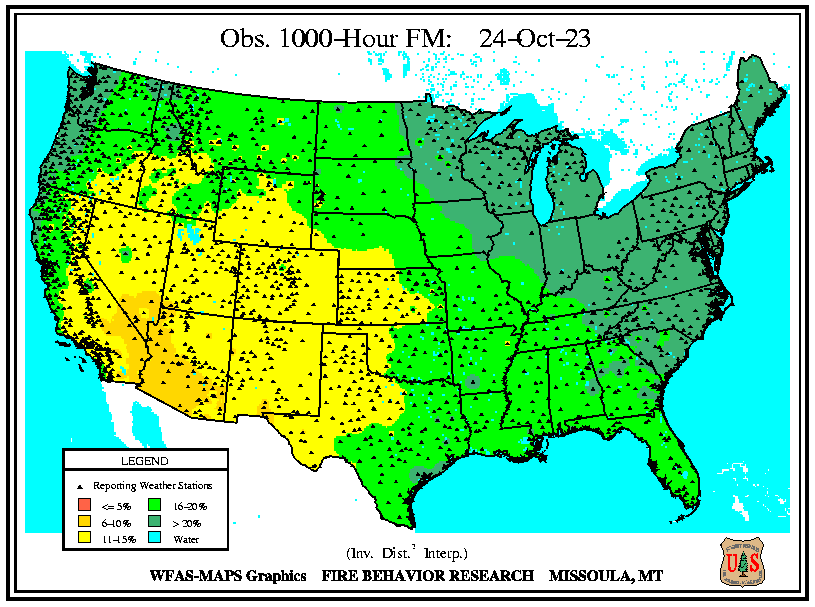 Obs. 1000-Hour FM: 24-Oct-23
LEGEND
Reporting Weather Stations
<= 5% 16-20%
6-10% > 20%
11-15% Water
(Inv. Dist.² Interp.)
WFAS-MAPS Graphics FIRE BEHAVIOR RESEARCH MISSOULA, MT
U S